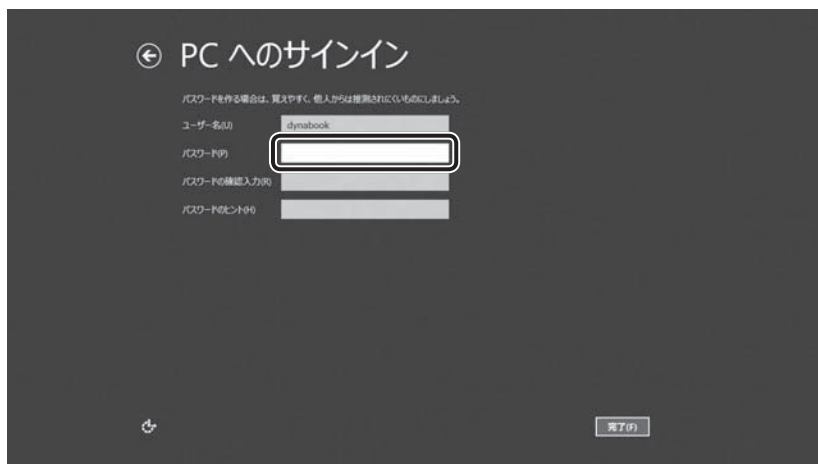 PC へのサインイン
パスワードを作る場合は、覚えやすく、他人からは推測されにくいものにしましょう。
ユーザー名(U)
dynabook
パスワード(P)
パスワードの確認入力(R)
パスワードのヒント(H)
完了(F)